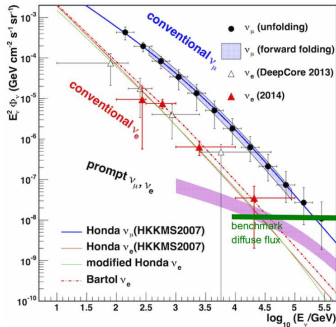 E²ν Φν (GeV cm⁻² s⁻¹ sr⁻¹)
10⁻³
10⁻⁴
10⁻⁵
10⁻⁶
10⁻⁷
10⁻⁸
10⁻⁹
10⁻¹⁰
conventional νμ
νμ (unfolding)
νμ (forward folding)
νe (DeepCore 2013)
νe (2014)
conventional νe
prompt νμ, νe
benchmark
diffuse flux
Honda νμ(HKKMS2007)
Honda νe(HKKMS2007)
modified Honda νe
Bartol νe
1 1.5 2 2.5 3 3.5 4 4.5 5 5.5
log₁₀ (Eν/GeV)